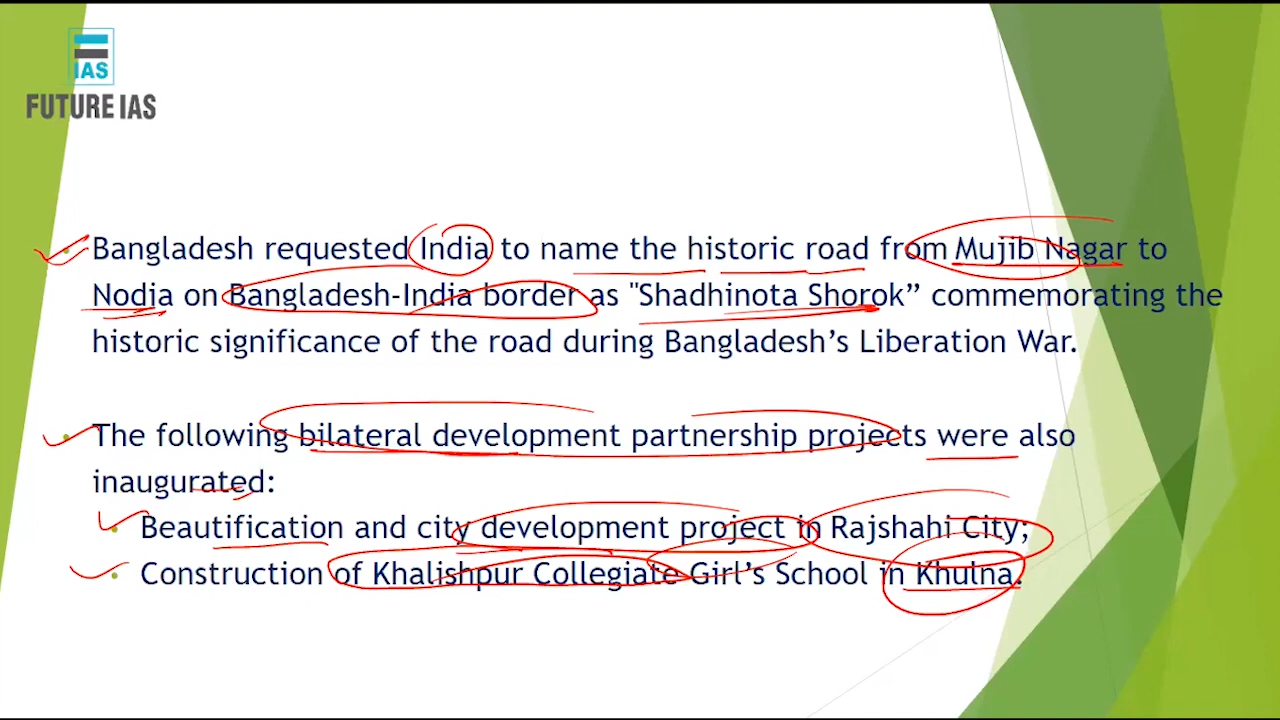 IAS
FUTURE IAS
Bangladesh requested India to name the historic road from Mujib Nagar to
Nodia on Bangladesh-India border as "Shadhinota Shorok” commemorating the
historic significance of the road during Bangladesh’s Liberation War.
The following bilateral development partnership projects were also
inaugurated:
Beautification and city development project in Rajshahi City;
Construction of Khalishpur Collegiate Girl’s School in Khulna.